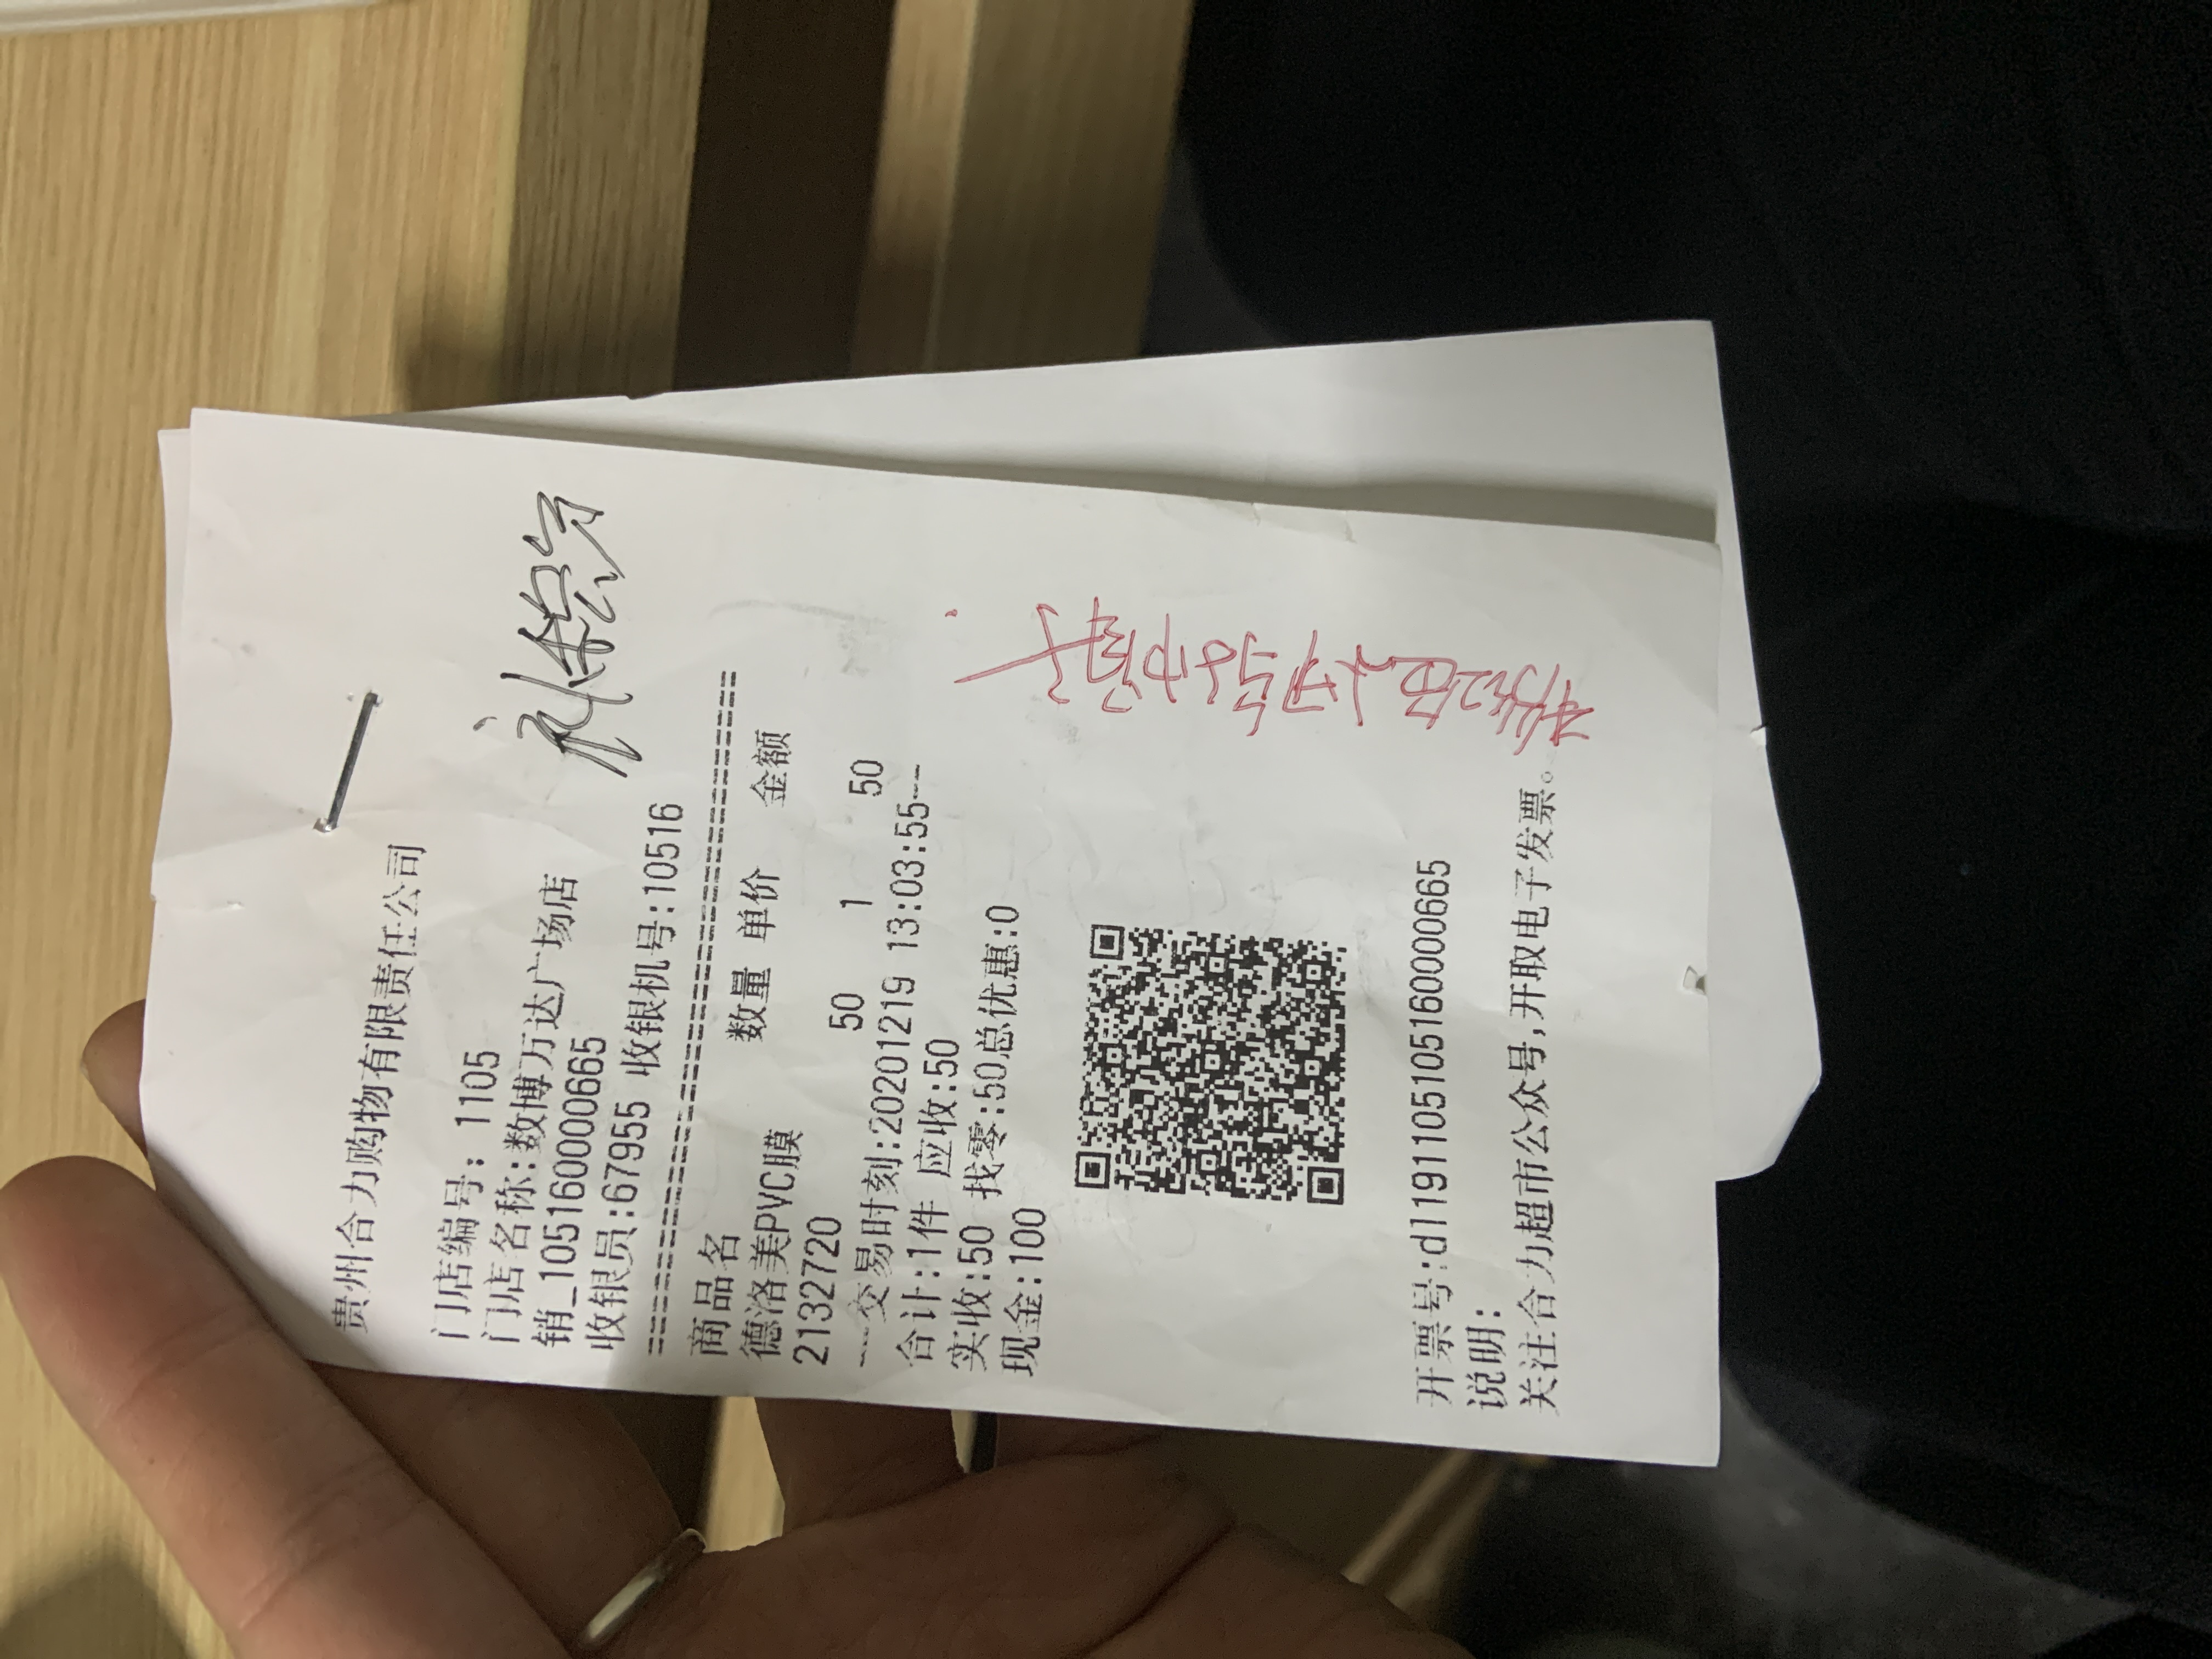 贵州合力购物有限责任公司
门店编号: 1105
门店名称:数博万达广场店
销_105160000665
收银员:67955 收银机号:10516
商品名 数量 单价 金额
德洛美PVC膜
2132720 50 1 50
---交易时刻:20201219 13:03:55---
合计:1件 应收:50
实收:50 找零:50总优惠:0
现金:100
开票号:d119110510516000­0665
说明:
关注合力超市公众号,开取电子发票。